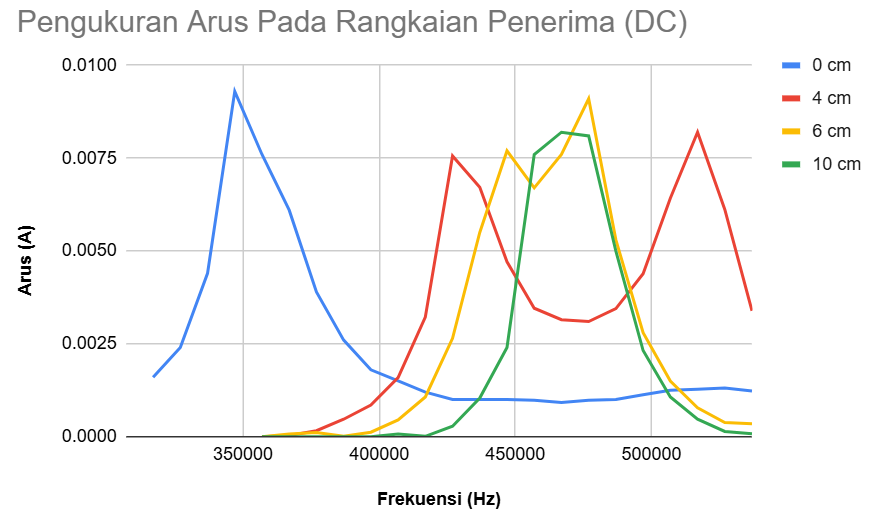 Pengukuran Arus Pada Rangkaian Penerima (DC)
0 cm
4 cm
6 cm
10 cm
Arus (A)
0.0100
0.0075
0.0050
0.0025
0.0000
350000 400000 450000 500000
Frekuensi (Hz)